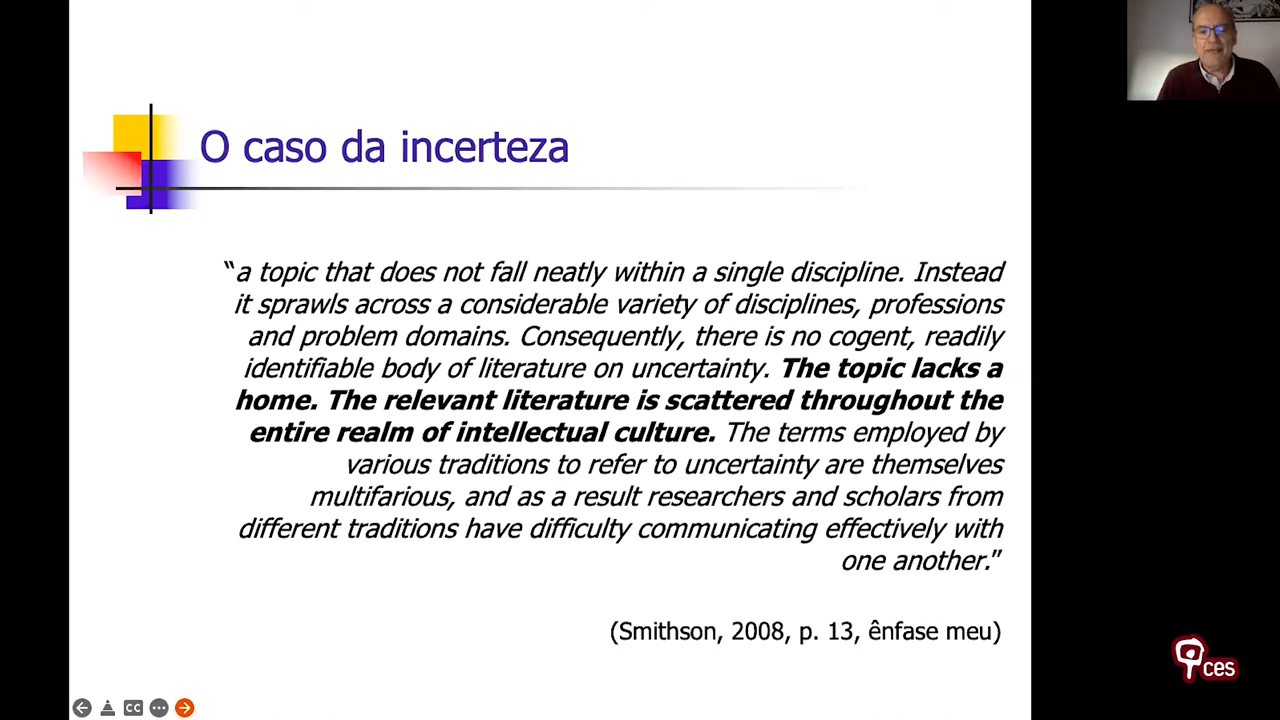 O caso da incerteza
“a topic that does not fall neatly within a single discipline. Instead
it sprawls across a considerable variety of disciplines, professions
and problem domains. Consequently, there is no cogent, readily
identifiable body of literature on uncertainty. The topic lacks a
home. The relevant literature is scattered throughout the
entire realm of intellectual culture. The terms employed by
various traditions to refer to uncertainty are themselves
multifarious, and as a result researchers and scholars from
different traditions have difficulty communicating effectively with
one another.”
(Smithson, 2008, p. 13, ênfase meu)
ces
CC